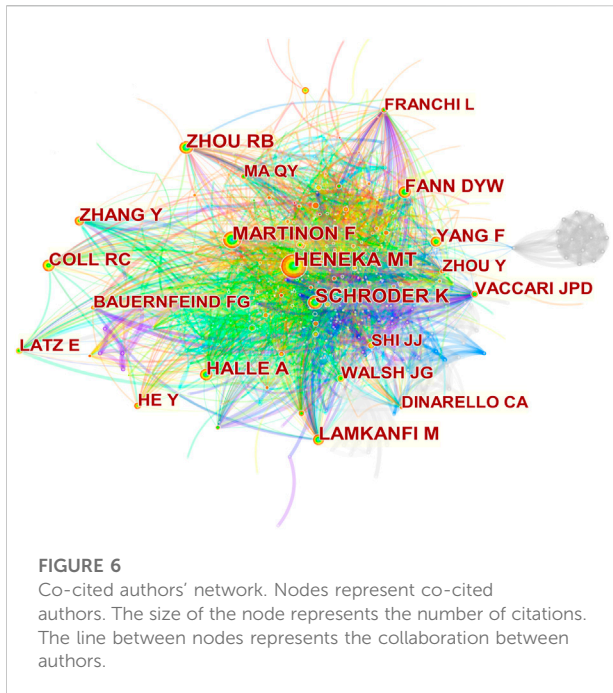 FRANCHI L
ZHOU RB
MA QY
FANN DYW
ZHANG Y
MARTINON F
YANG F
COLL RC
HENEKA MT
ZHOU Y
BAUERNFEIND FG
SCHRODER K
VACCARI JPD
LATZ E
SHI JJ
HALLE A
WALSH JG
HE Y
DINARELLO CA
LAMKANFI M
FIGURE 6
Co-cited authors' network. Nodes represent co-cited
authors. The size of the node represents the number of citations.
The line between nodes represents the collaboration between
authors.